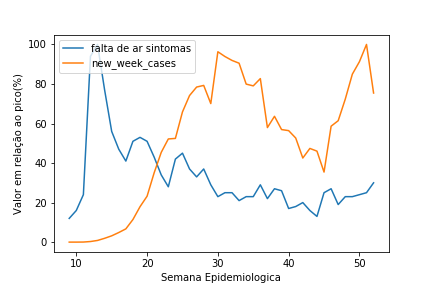 falta de ar sintomas
new_week_cases
Valor em relação ao pico(%)
100
80
60
40
20
0
10
20
30
40
50
Semana Epidemiologica